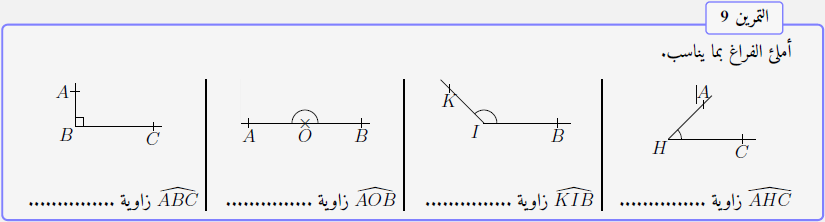 التمرين 9
أملئ الفراغ بما يناسب.
A
H
C
K
I
B
A
O
B
A
B
C
AHC زاوية ...............
KIB زاوية ...............
AOB زاوية ...............
ABC زاوية ...............